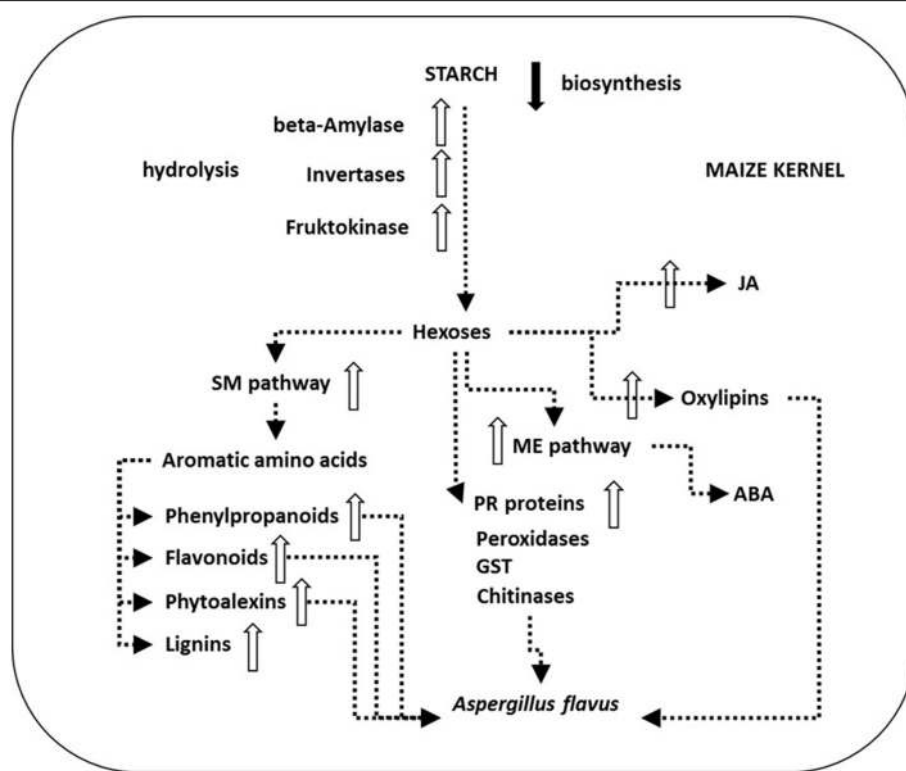 STARCH
biosynthesis
beta-Amylase
hydrolysis
Invertases
MAIZE KERNEL
Fruktokinase
JA
Hexoses
SM pathway
Oxylipins
ME pathway
Aromatic amino acids
ABA
PR proteins
Phenylpropanoids
Peroxidases
Flavonoids
GST
Chitinases
Phytoalexins
Lignins
Aspergillus flavus